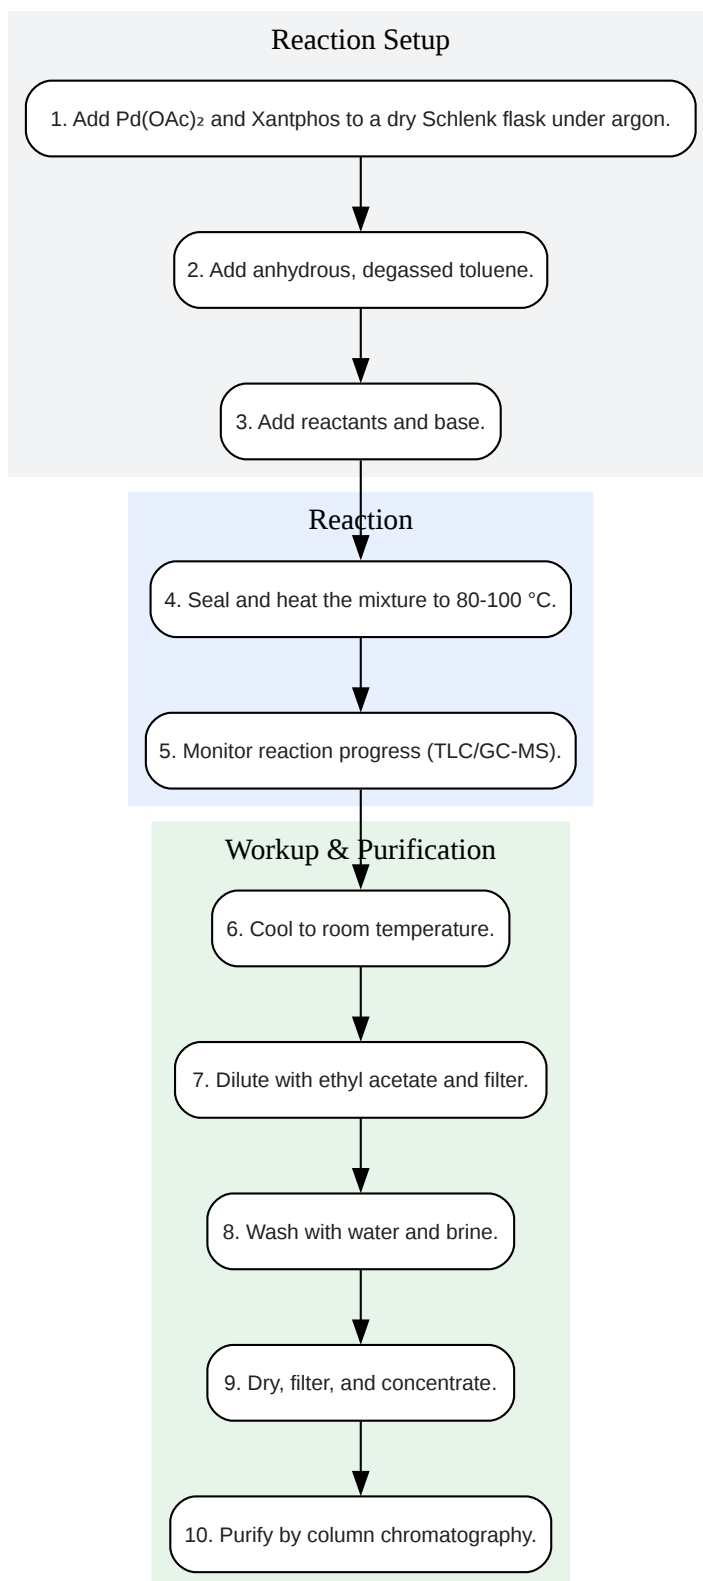 Reaction Setup
1. Add Pd(OAc)₂ and Xantphos to a dry Schlenk flask under argon.
2. Add anhydrous, degassed toluene.
3. Add reactants and base.
Reaction
4. Seal and heat the mixture to 80-100 °C.
5. Monitor reaction progress (TLC/GC-MS).
Workup & Purification
6. Cool to room temperature.
7. Dilute with ethyl acetate and filter.
8. Wash with water and brine.
9. Dry, filter, and concentrate.
10. Purify by column chromatography.